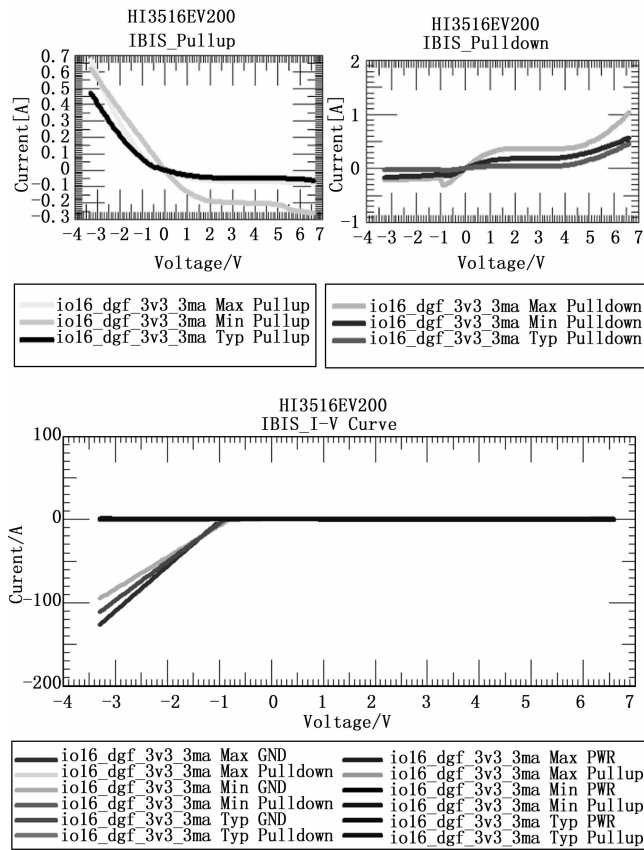 HI3516EV200
IBIS_Pullup
0.7
0.6
0.5
0.4
0.3
0.2
0.1
0
-0.1
-0.2
-0.3
Current[A]
-4 -3 -2 -1 0 1 2 3 4 5 6 7
Voltage/V
io16_dgf_3v3_3ma Max Pullup
io16_dgf_3v3_3ma Min Pullup
io16_dgf_3v3_3ma Typ Pullup
HI3516EV200
IBIS_Pulldown
2
1
0
-1
Current[A]
-4 -3 -2 -1 0 1 2 3 4 5 6 7
Voltage/V
io16_dgf_3v3_3ma Max Pulldown
io16_dgf_3v3_3ma Min Pulldown
io16_dgf_3v3_3ma Typ Pulldown
HI3516EV200
IBIS_I-V Curve
100
0
-100
-200
Curent/A
-4 -3 -2 -1 0 1 2 3 4 5 6 7
Voltage/V
io16_dgf_3v3_3ma Max GND
io16_dgf_3v3_3ma Max Pulldown
io16_dgf_3v3_3ma Min GND
io16_dgf_3v3_3ma Min Pulldown
io16_dgf_3v3_3ma Typ GND
io16_dgf_3v3_3ma Typ Pulldown
io16_dgf_3v3_3ma Max PWR
io16_dgf_3v3_3ma Max Pullup
io16_dgf_3v3_3ma Min PWR
io16_dgf_3v3_3ma Min Pullup
io16_dgf_3v3_3ma Typ PWR
io16_dgf_3v3_3ma Typ Pullup